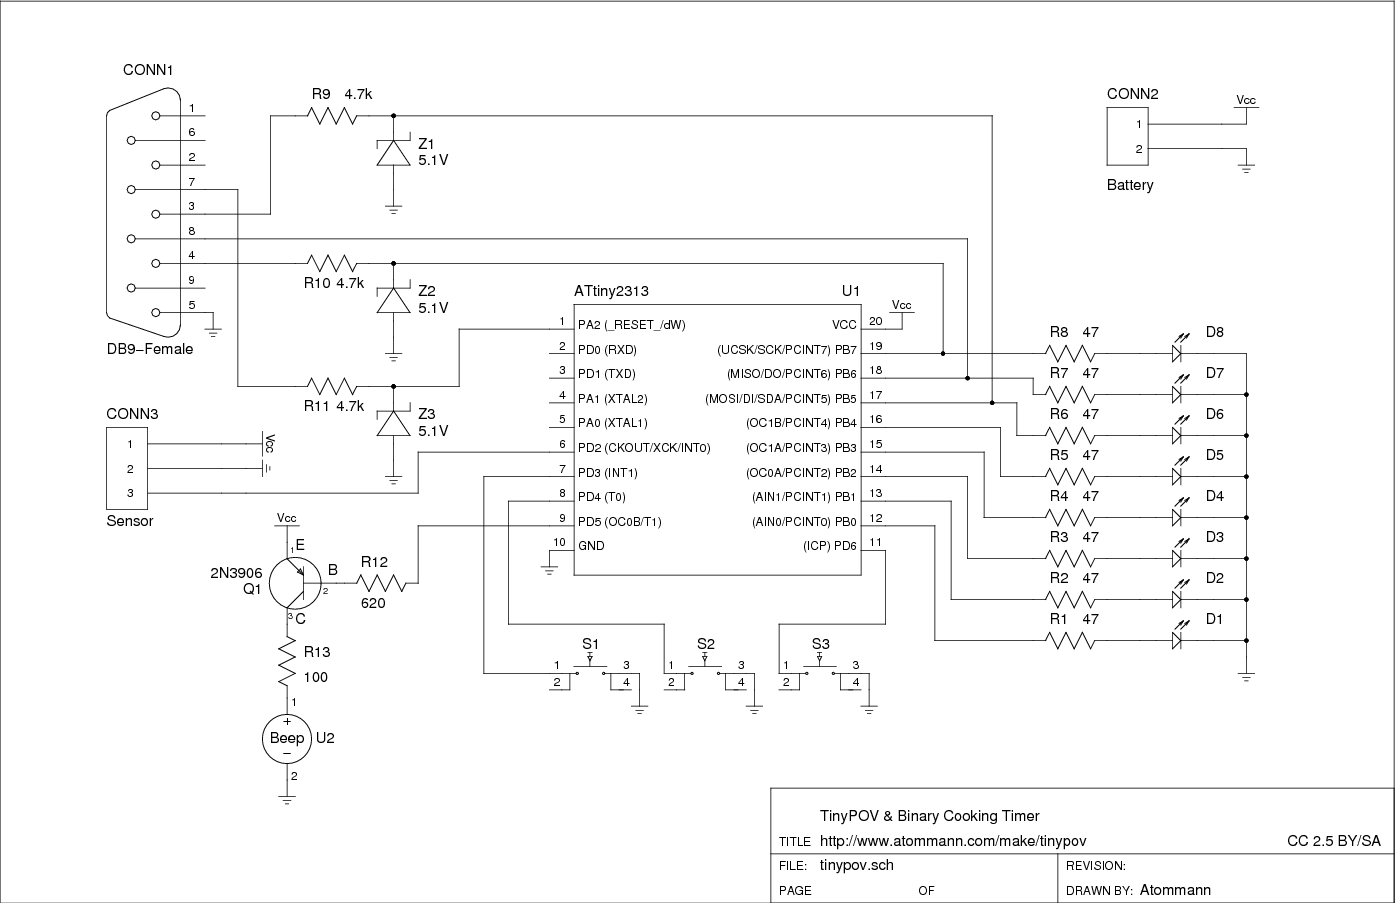 CONN1
1
6
2
7
3
8
4
9
5
DB9–Female
R9 4.7k
Z1
5.1V
R10 4.7k
Z2
5.1V
R11 4.7k
Z3
5.1V
CONN2
1
2
Battery
Vcc
CONN3
1
2
3
Sensor
Vcc
ATtiny2313 U1
1 PA2 (_RESET_/dW)
2 PD0 (RXD)
3 PD1 (TXD)
4 PA1 (XTAL2)
5 PA0 (XTAL1)
6 PD2 (CKOUT/XCK/INT0)
7 PD3 (INT1)
8 PD4 (T0)
9 PD5 (OC0B/T1)
10 GND
Vcc
VCC 20
(UCSK/SCK/PCINT7) PB7 19
(MISO/DO/PCINT6) PB6 18
(MOSI/DI/SDA/PCINT5) PB5 17
(OC1B/PCINT4) PB4 16
(OC1A/PCINT3) PB3 15
(OC0A/PCINT2) PB2 14
(AIN1/PCINT1) PB1 13
(AIN0/PCINT0) PB0 12
(ICP) PD6 11
R8 47 D8
R7 47 D7
R6 47 D6
R5 47 D5
R4 47 D4
R3 47 D3
R2 47 D2
R1 47 D1
Vcc
1 E
2N3906
Q1
B
2
3 C
R12
620
R13
100
1
+
Beep U2
–
2
S1
1 3
2 4
S2
1 3
2 4
S3
1 3
2 4
TinyPOV & Binary Cooking Timer
TITLE http://www.atommann.com/make/tinypov CC 2.5 BY/SA
FILE: tinypov.sch REVISION:
PAGE OF DRAWN BY: Atommann